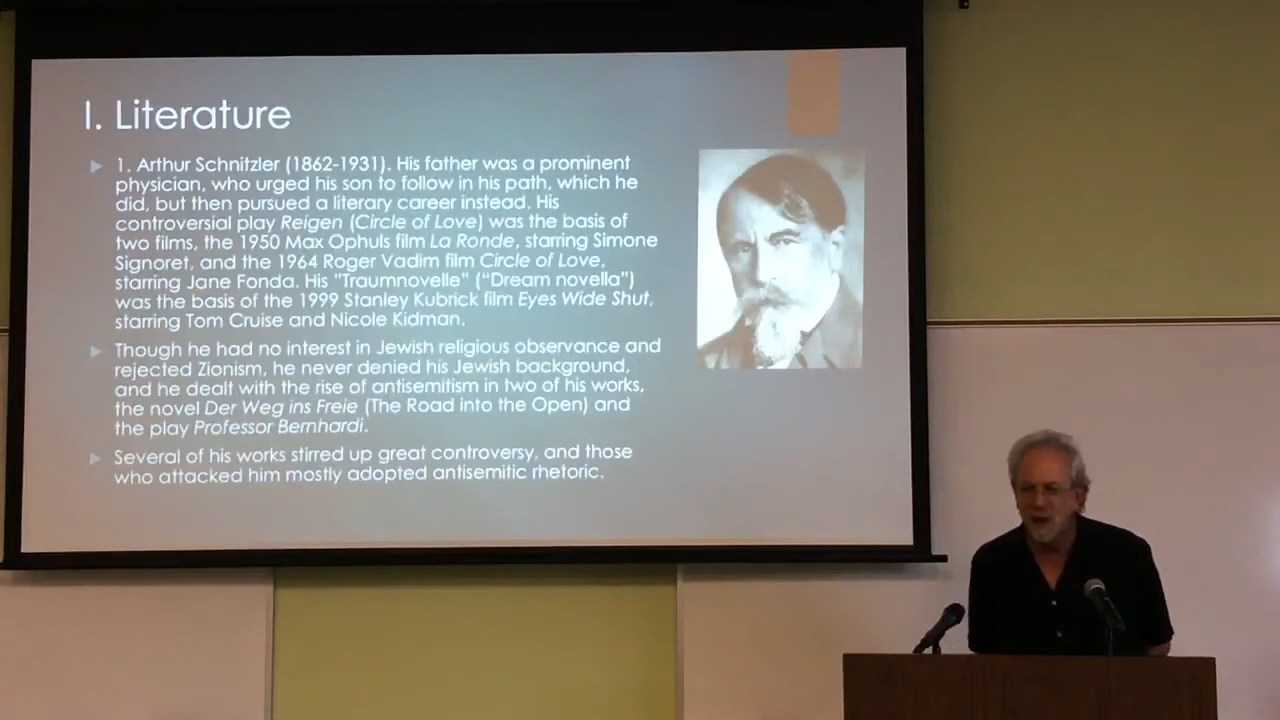 I. Literature
1. Arthur Schnitzler (1862-1931). His father was a prominent
physician, who urged his son to follow in his path, which he
did, but then pursued a literary career instead. His
controversial play Reigen (Circle of Love) was the basis of
two films, the 1950 Max Ophuls film La Ronde, starring Simone
Signoret, and the 1964 Roger Vadim film Circle of Love,
starring Jane Fonda. His "Traumnovelle" (“Dream novella”)
was the basis of the 1999 Stanley Kubrick film Eyes Wide Shut,
starring Tom Cruise and Nicole Kidman.
Though he had no interest in Jewish religious observance and
rejected Zionism, he never denied his Jewish background,
and he dealt with the rise of antisemitism in two of his works,
the novel Der Weg ins Freie (The Road into the Open) and
the play Professor Bernhardi.
Several of his works stirred up great controversy, and those
who attacked him mostly adopted antisemitic rhetoric.